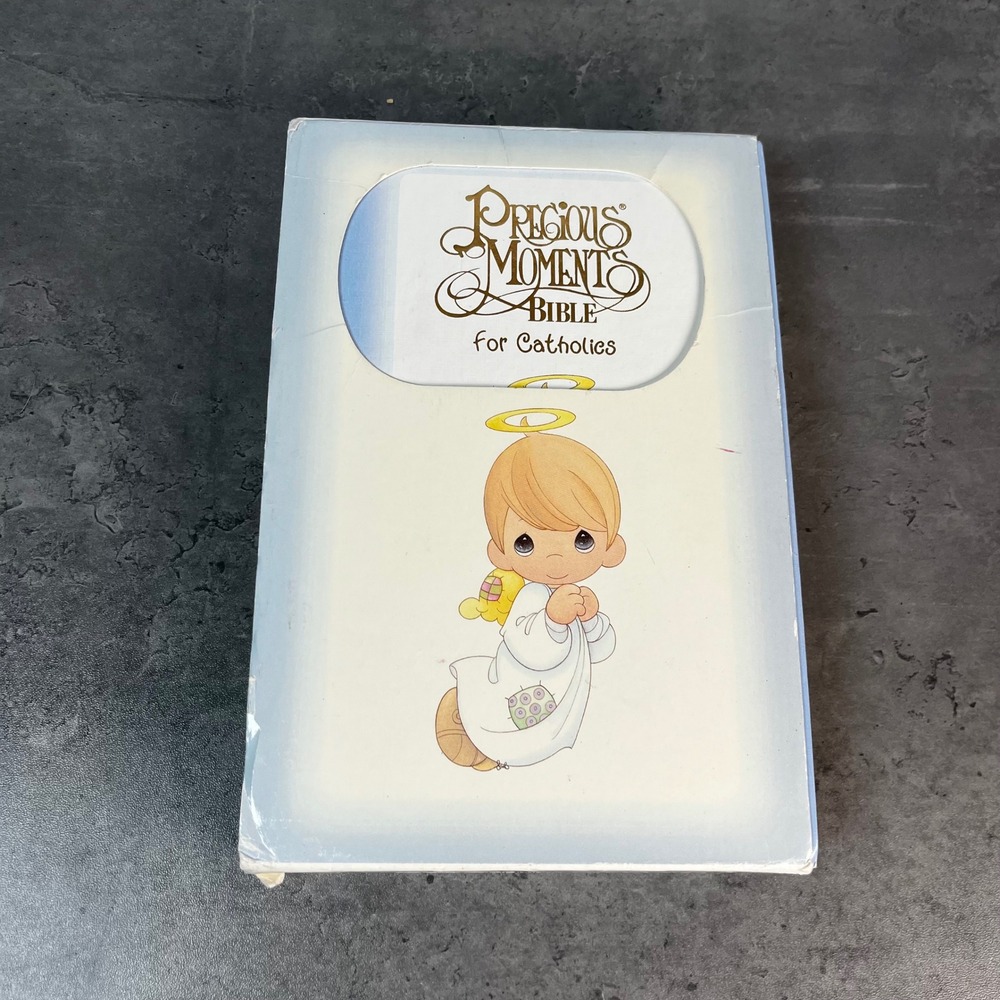 PRECIOUS®
MOMENTS
BIBLE
for Catholics